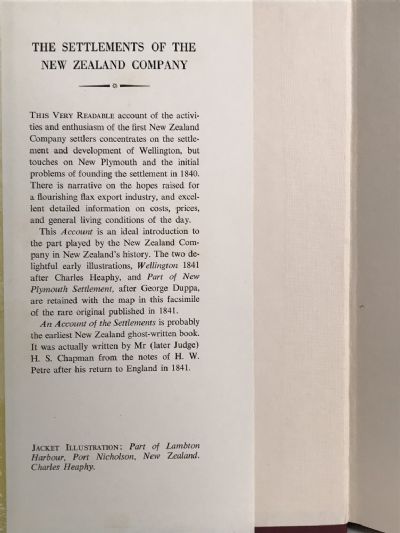 THE SETTLEMENTS OF THE
NEW ZEALAND COMPANY
THIS VERY READABLE account of the activi-
ties and enthusiasm of the first New Zealand
Company settlers concentrates on the settle-
ment and development of Wellington, but
touches on New Plymouth and the initial
problems of founding the settlement in 1840.
There is narrative on the hopes raised for
a flourishing flax export industry, and excel-
lent detailed information on costs, prices,
and general living conditions of the day.
This Account is an ideal introduction to
the part played by the New Zealand Com-
pany in New Zealand's history. The two de-
lightful early illustrations, Wellington 1841
after Charles Heaphy, and Part of New
Plymouth Settlement, after George Duppa,
are retained with the map in this facsimile
of the rare original published in 1841.
An Account of the Settlements is probably
the earliest New Zealand ghost-written book.
It was actually written by Mr (later Judge)
H. S. Chapman from the notes of H. W.
Petre after his return to England in 1841.
JACKET ILLUSTRATION: Part of Lambton
Harbour, Port Nicholson, New Zealand.
Charles Heaphy.